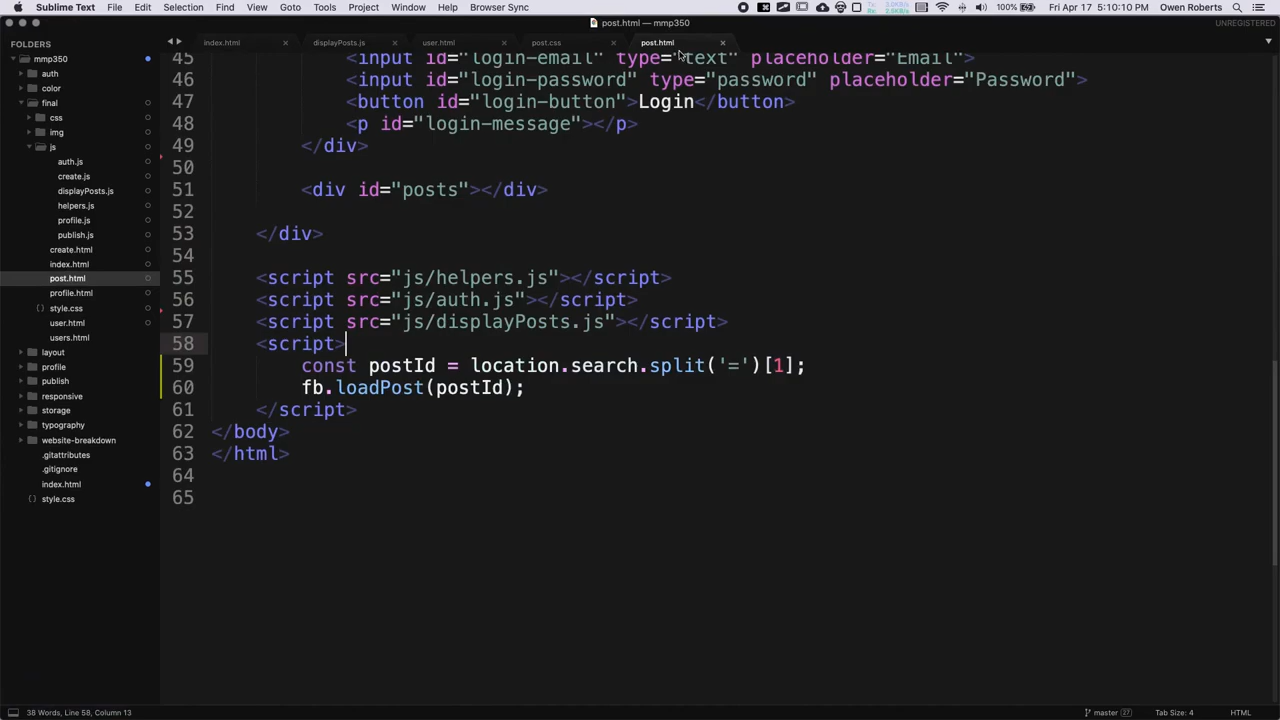 Sublime Text File Edit Selection Find View Goto Tools Project Window Help Browser Sync 100% Fri Apr 17 5:10:10 PM Owen Roberts
post.html — mmp350 UNREGISTERED
FOLDERS
mmp350
auth
color
final
css
img
js
auth.js
create.js
displayPosts.js
helpers.js
profile.js
publish.js
create.html
index.html
post.html
profile.html
style.css
user.html
users.html
layout
profile
publish
responsive
storage
typography
website-breakdown
.gitattributes
.gitignore
index.html
style.css
index.html displayPosts.js user.html post.css post.html
45 <input id="login-email" type="text" placeholder="Email">
46 <input id="login-password" type="password" placeholder="Password">
47 <button id="login-button">Login</button>
48 <p id="login-message"></p>
49 </div>
50
51 <div id="posts"></div>
52
53 </div>
54
55 <script src="js/helpers.js"></script>
56 <script src="js/auth.js"></script>
57 <script src="js/displayPosts.js"></script>
58 <script>
59 const postId = location.search.split('=')[1];
60 fb.loadPost(postId);
61 </script>
62 </body>
63 </html>
64
65
38 Words, Line 58, Column 13 master 27 Tab Size: 4 HTML